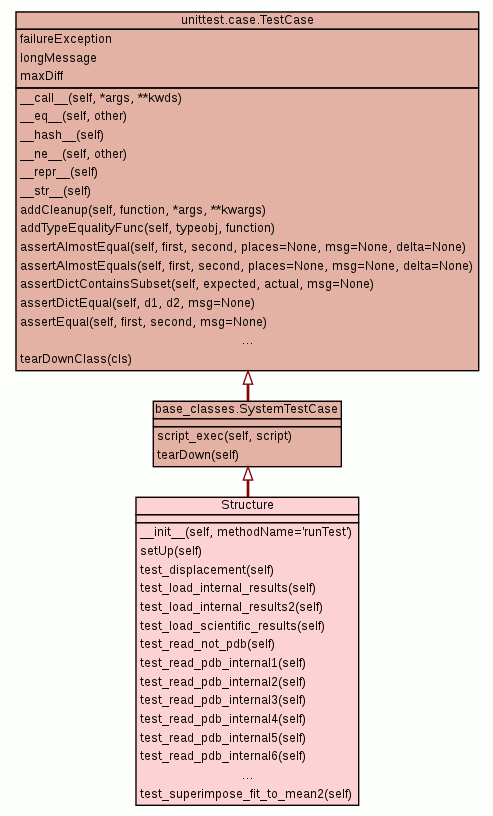 unittest.case.TestCase
failureException
longMessage
maxDiff
__call__(self, *args, **kwds)
__eq__(self, other)
__hash__(self)
__ne__(self, other)
__repr__(self)
__str__(self)
addCleanup(self, function, *args, **kwargs)
addTypeEqualityFunc(self, typeobj, function)
assertAlmostEqual(self, first, second, places=None, msg=None, delta=None)
assertAlmostEquals(self, first, second, places=None, msg=None, delta=None)
assertDictContainsSubset(self, expected, actual, msg=None)
assertDictEqual(self, d1, d2, msg=None)
assertEqual(self, first, second, msg=None)
...
tearDownClass(cls)
base_classes.SystemTestCase
script_exec(self, script)
tearDown(self)
Structure
__init__(self, methodName='runTest')
setUp(self)
test_displacement(self)
test_load_internal_results(self)
test_load_internal_results2(self)
test_load_scientific_results(self)
test_read_not_pdb(self)
test_read_pdb_internal1(self)
test_read_pdb_internal2(self)
test_read_pdb_internal3(self)
test_read_pdb_internal4(self)
test_read_pdb_internal5(self)
test_read_pdb_internal6(self)
...
test_superimpose_fit_to_mean2(self)